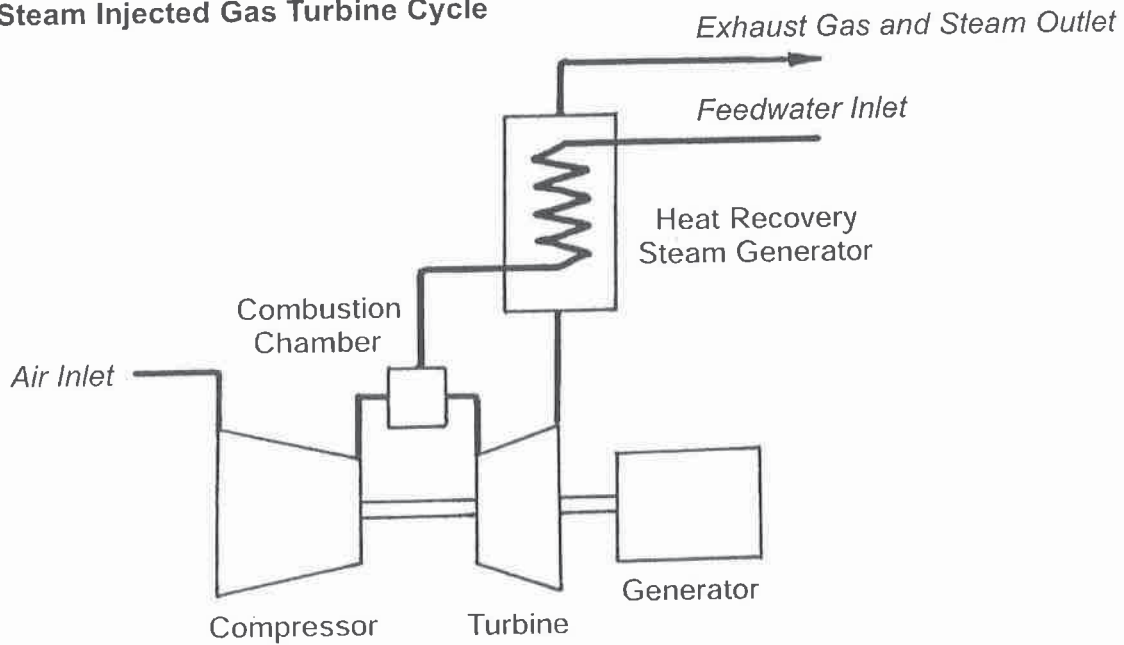 Steam Injected Gas Turbine Cycle
Exhaust Gas and Steam Outlet
Feedwater Inlet
Heat Recovery
Steam Generator
Combustion
Chamber
Air Inlet
Generator
Compressor
Turbine